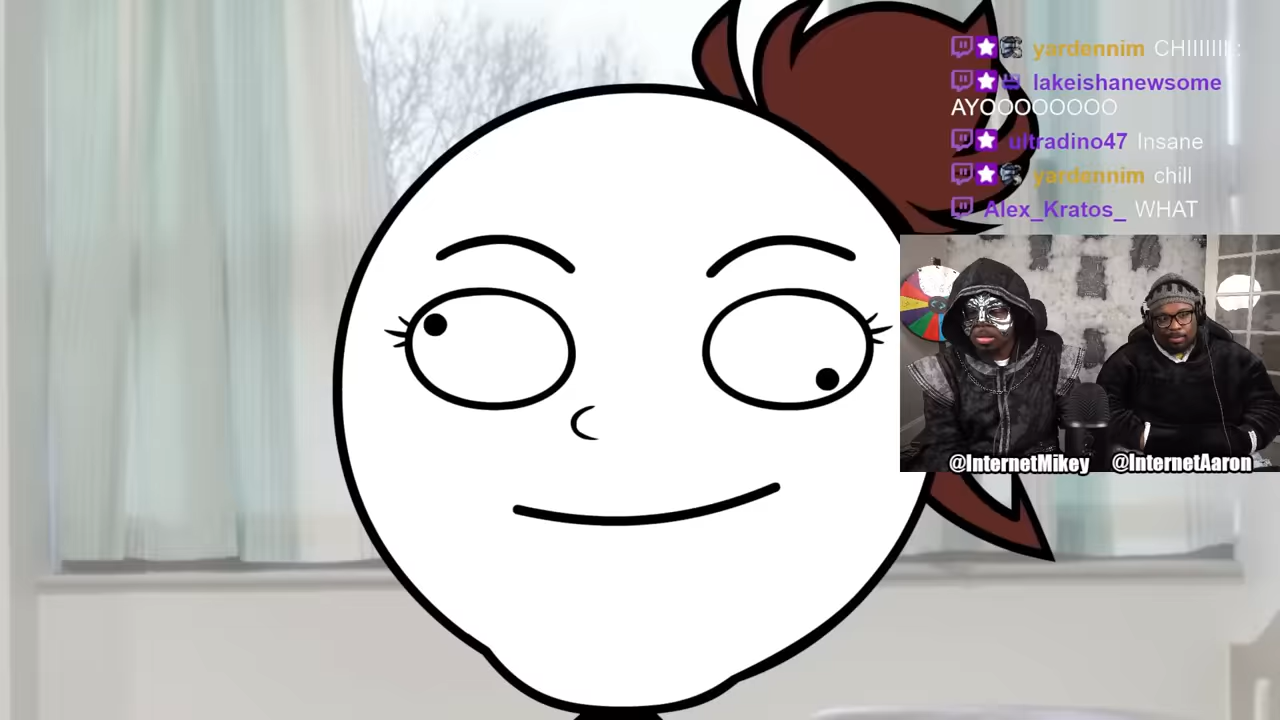 yardennim CHIIIIIII:
lakeishanewsome
AYOOOOOOOO
ultradino47 Insane
yardennim chill
Alex_Kratos_ WHAT
@InternetMikey @InternetAaron